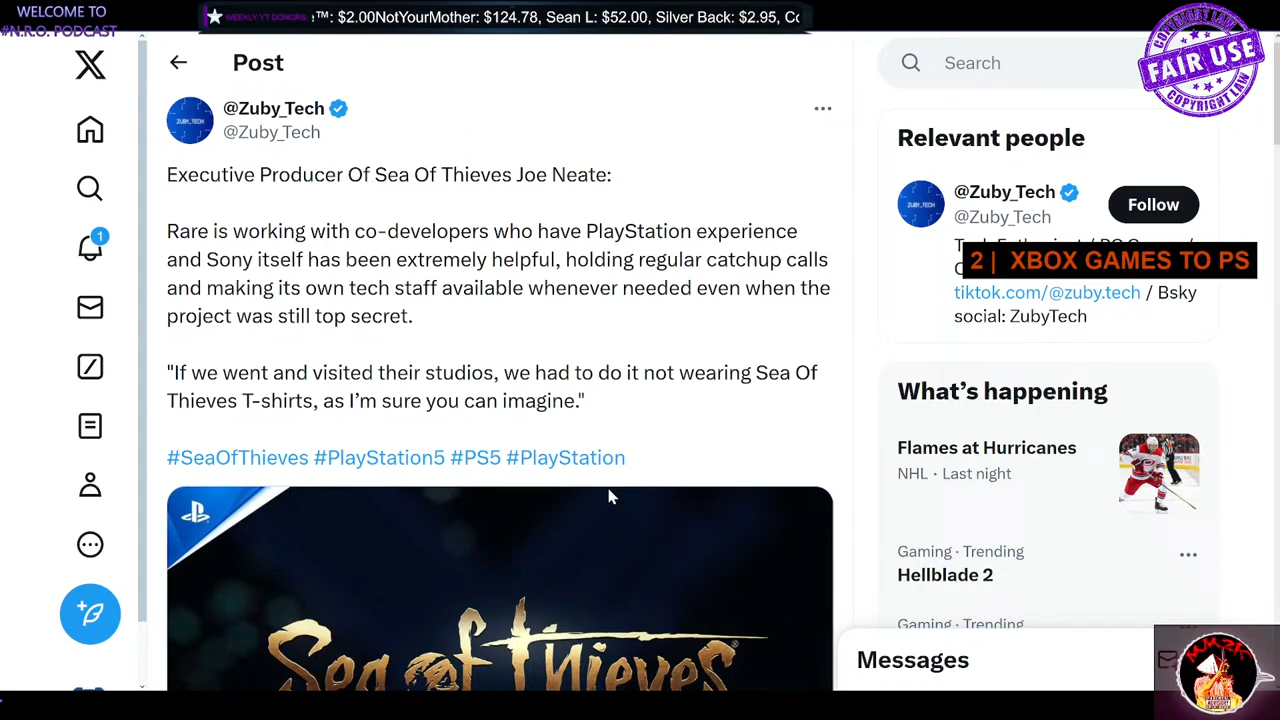 WELCOME TO
#N.R.O. PODCAST
WEEKLY YT DONORS: e™: $2.00NotYourMother: $124.78, Sean L: $52.00, Silver Back: $2.95, Co
FAIR USE
COPYRIGHT LAW
Post
Search
@Zuby_Tech
@Zuby_Tech
Executive Producer Of Sea Of Thieves Joe Neate:
Rare is working with co-developers who have PlayStation experience
and Sony itself has been extremely helpful, holding regular catchup calls
and making its own tech staff available whenever needed even when the
project was still top secret.
"If we went and visited their studios, we had to do it not wearing Sea Of
Thieves T-shirts, as I’m sure you can imagine."
#SeaOfThieves #PlayStation5 #PS5 #PlayStation
Sea of Thieves
1
Relevant people
@Zuby_Tech
@Zuby_Tech
Follow
2 | XBOX GAMES TO PS
tiktok.com/@zuby.tech / Bsky
social: ZubyTech
What’s happening
Flames at Hurricanes
NHL · Last night
Gaming · Trending
Hellblade 2
Gaming · Trending
Messages